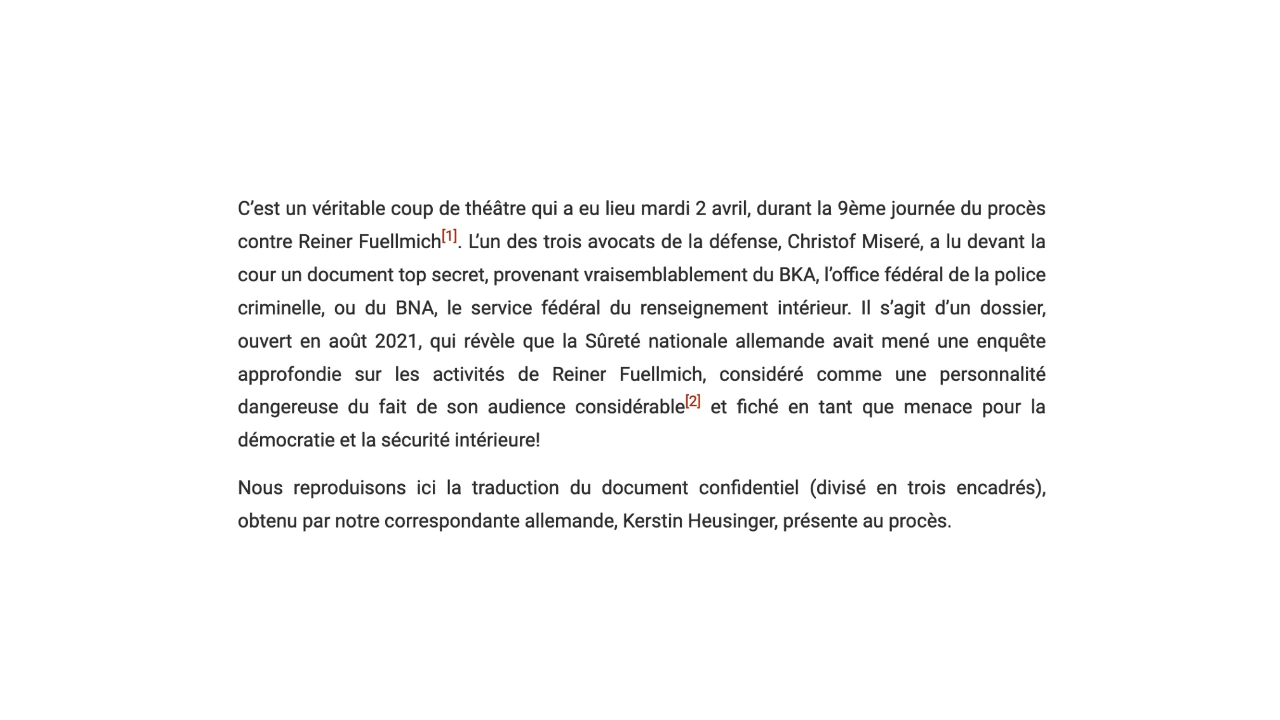 C’est un véritable coup de théâtre qui a eu lieu mardi 2 avril, durant la 9ème journée du procès
contre Reiner Fuellmich[1]. L’un des trois avocats de la défense, Christof Miseré, a lu devant la
cour un document top secret, provenant vraisemblablement du BKA, l’office fédéral de la police
criminelle, ou du BNA, le service fédéral du renseignement intérieur. Il s’agit d’un dossier,
ouvert en août 2021, qui révèle que la Sûreté nationale allemande avait mené une enquête
approfondie sur les activités de Reiner Fuellmich, considéré comme une personnalité
dangereuse du fait de son audience considérable[2] et fiché en tant que menace pour la
démocratie et la sécurité intérieure!
Nous reproduisons ici la traduction du document confidentiel (divisé en trois encadrés),
obtenu par notre correspondante allemande, Kerstin Heusinger, présente au procès.